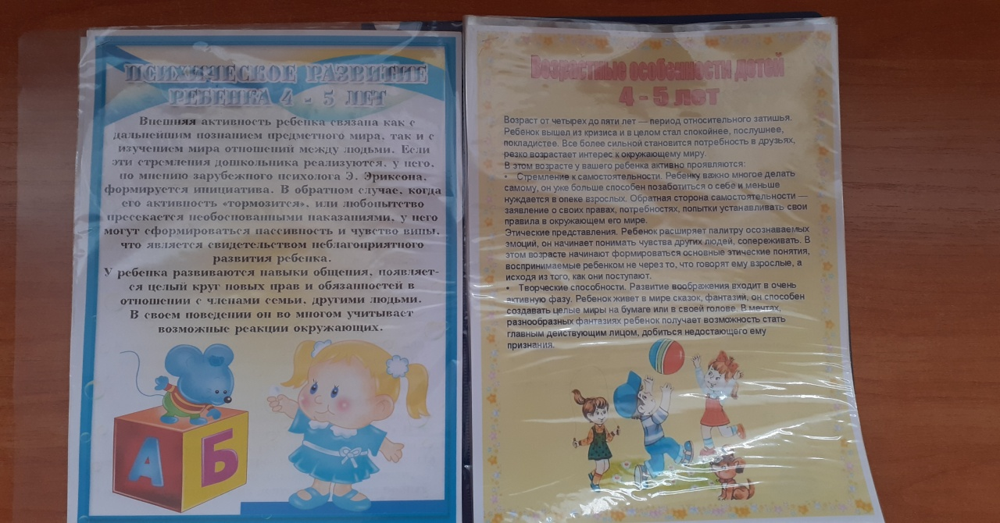 ПСИХИЧЕСКОЕ РАЗВИТИЕ
РЕБЕНКА 4 - 5 ЛЕТ
Внешняя активность ребенка связана как с
дальнейшим познанием предметного мира, так и с
изучением мира отношений между людьми. Если
эти стремления дошкольника реализуются, у него,
по мнению зарубежного психолога Э. Эриксона,
формируется инициатива. В обратном случае, когда
его активность «тормозится», или любопытство
пресекается необоснованными наказаниями, у него
могут сформироваться пассивность и чувство вины,
что является свидетельством неблагоприятного
развития ребенка.
У ребенка развиваются навыки общения, появляет-
ся целый круг новых прав и обязанностей в
отношении с членами семьи, другими людьми.
В своем поведении он во многом учитывает
возможные реакции окружающих.
А Б
Возрастные особенности детей
4 - 5 лет
Возраст от четырех до пяти лет — период относительного затишья.
Ребенок вышел из кризиса и в целом стал спокойнее, послушнее,
покладистее. Все более сильной становится потребность в друзьях,
резко возрастает интерес к окружающему миру.
В этом возрасте у вашего ребенка активно проявляются:
• Стремление к самостоятельности. Ребенку важно многое делать
самому, он уже больше способен позаботиться о себе и меньше
нуждается в опеке взрослых. Обратная сторона самостоятельности —
заявление о своих правах, потребностях, попытки устанавливать свои
правила в окружающем его мире.
Этические представления. Ребенок расширяет палитру осознаваемых
эмоций, он начинает понимать чувства других людей, сопереживать. В
этом возрасте начинают формироваться основные этические понятия,
воспринимаемые ребенком не через то, что говорят ему взрослые, а
исходя из того, как они поступают.
• Творческие способности. Развитие воображения входит в очень
активную фазу. Ребенок живет в мире сказок, фантазий, он способен
создавать целые миры на бумаге или в своей голове. В мечтах,
разнообразных фантазиях ребенок получает возможность стать
главным действующим лицом, добиться недостающего ему
признания.